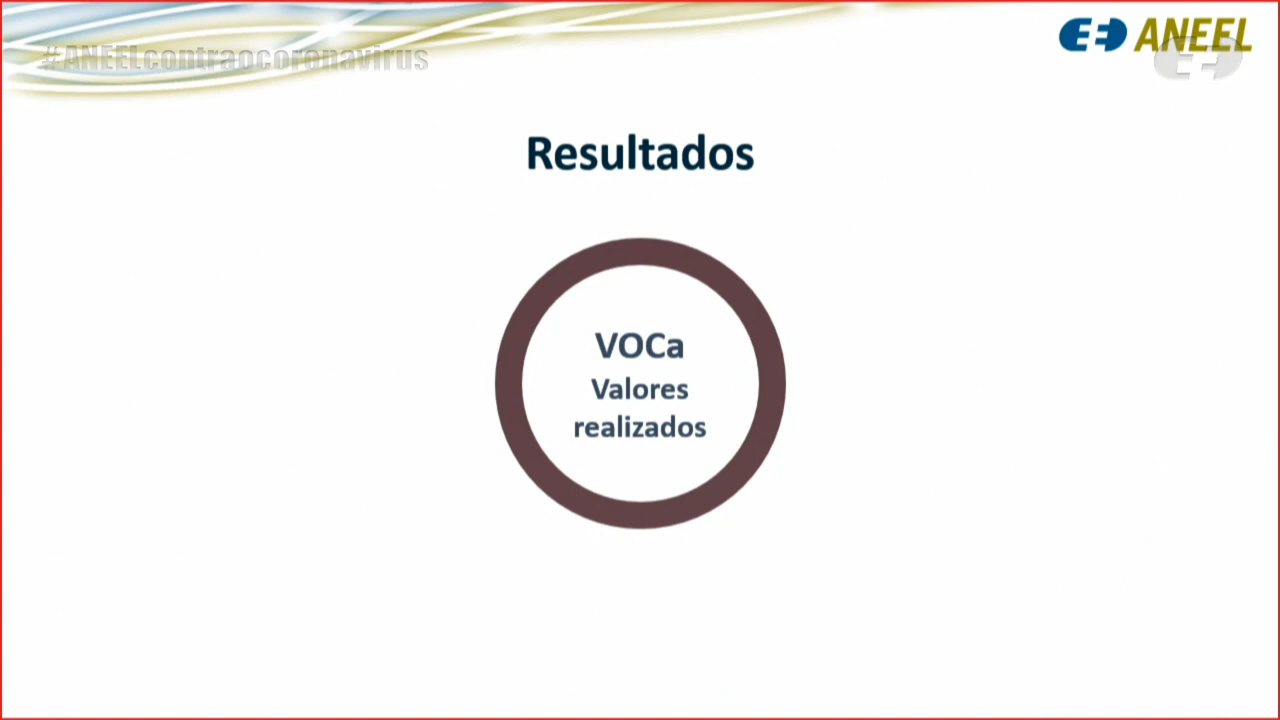 #ANEELcontraocoronavirus
ANEEL
Resultados
VOCa
Valores
realizados